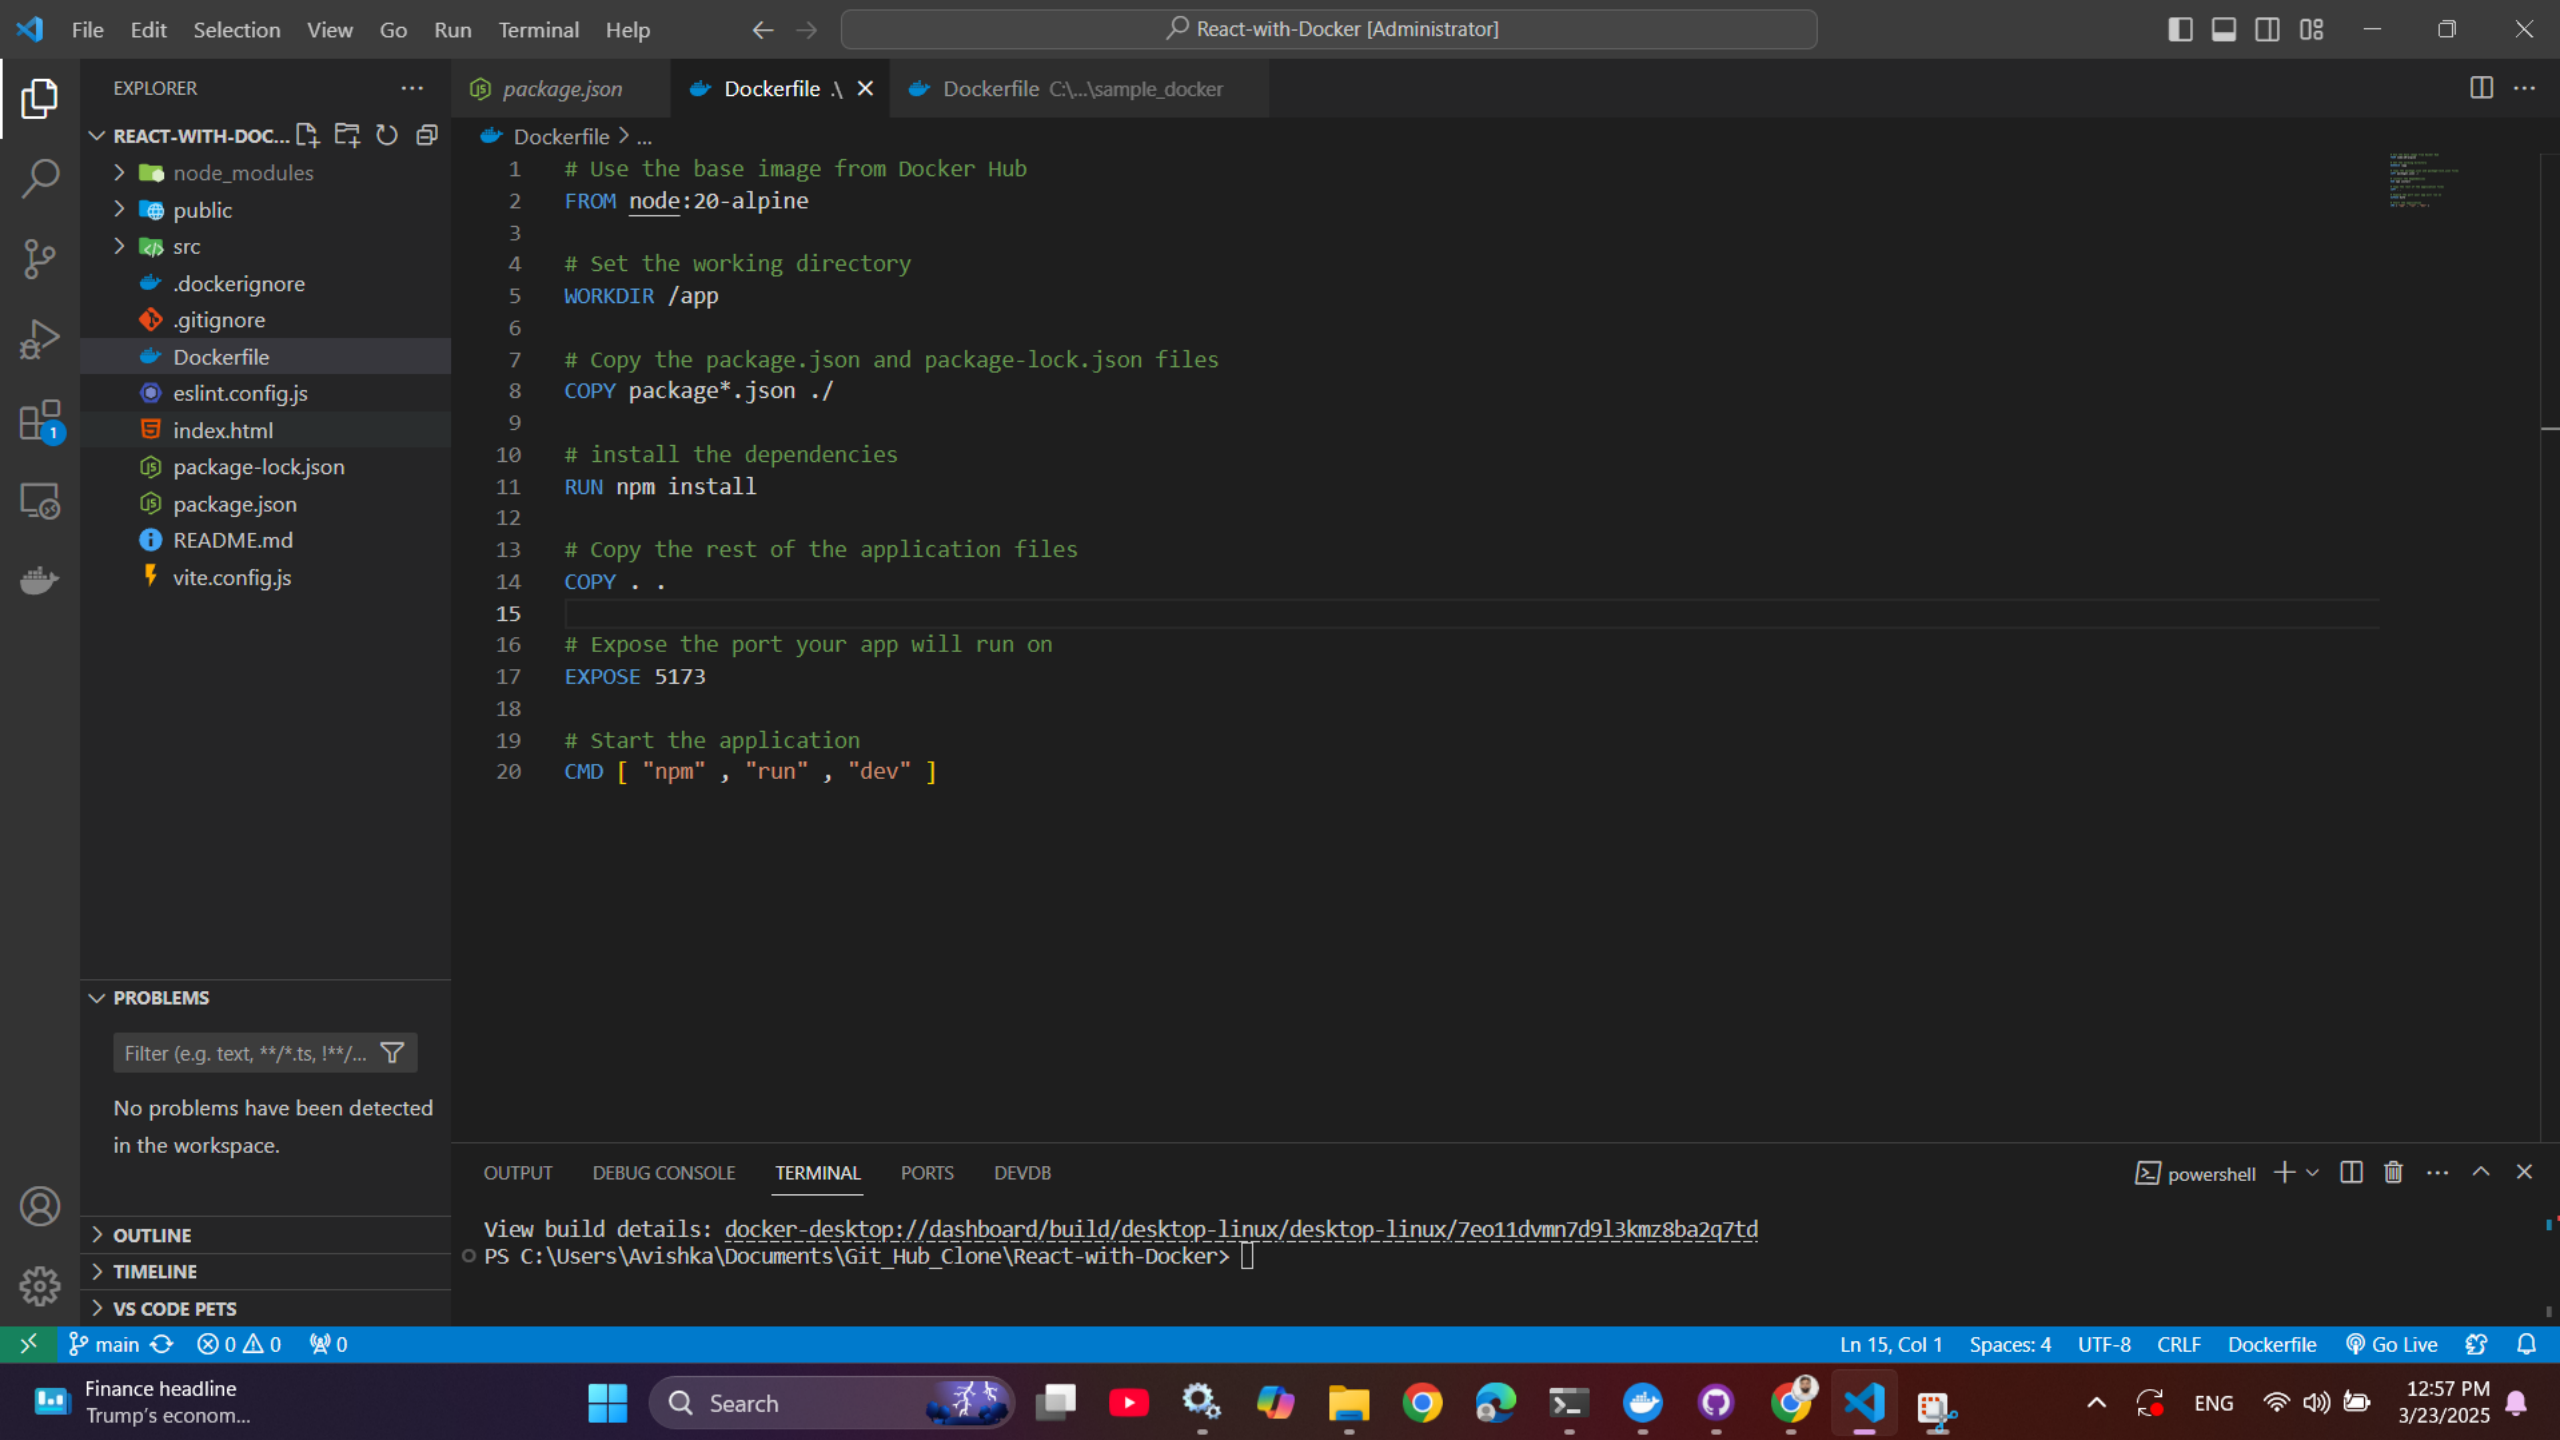 File Edit Selection View Go Run Terminal Help
React-with-Docker [Administrator]
EXPLORER
package.json
Dockerfile .\
Dockerfile C:\...\sample_docker
REACT-WITH-DOC...
Dockerfile > ...
node_modules
public
src
.dockerignore
.gitignore
Dockerfile
eslint.config.js
index.html
package-lock.json
package.json
README.md
vite.config.js
1
1 # Use the base image from Docker Hub
2 FROM node:20-alpine
3
4 # Set the working directory
5 WORKDIR /app
6
7 # Copy the package.json and package-lock.json files
8 COPY package*.json ./
9
10 # install the dependencies
11 RUN npm install
12
13 # Copy the rest of the application files
14 COPY . .
15
16 # Expose the port your app will run on
17 EXPOSE 5173
18
19 # Start the application
20 CMD [ "npm" , "run" , "dev" ]
PROBLEMS
Filter (e.g. text, **/*.ts, !**/...
No problems have been detected
in the workspace.
OUTLINE
TIMELINE
VS CODE PETS
OUTPUT DEBUG CONSOLE TERMINAL PORTS DEVDB
powershell
View build details: docker-desktop://dashboard/build/desktop-linux/desktop-linux/7eo11dvmn7d9l3kmz8ba2q7td
PS C:\Users\Avishka\Documents\Git_Hub_Clone\React-with-Docker>
main 0 0 0
Ln 15, Col 1 Spaces: 4 UTF-8 CRLF Dockerfile Go Live
Finance headline
Trump's econom...
Search
ENG
12:57 PM
3/23/2025